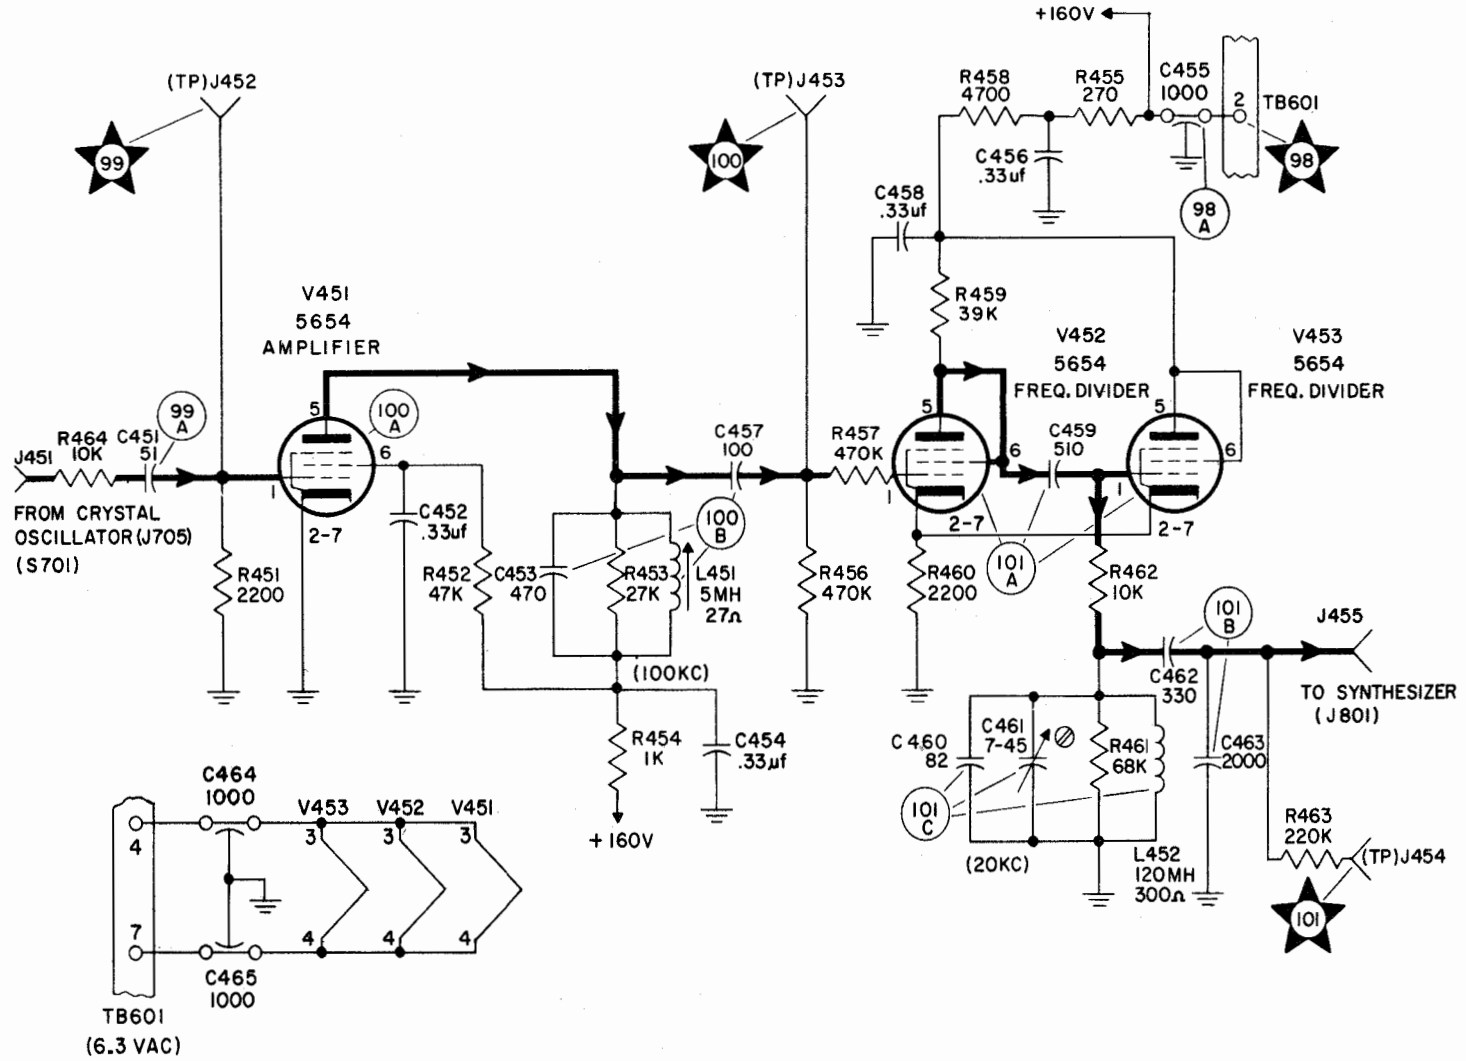 +160V
(TP)J452
(TP)J453
R458
4700
R455
270
C455
1000
2
TB601
99
100
98
C456
.33uf
98
A
C458
.33uf
V451
5654
AMPLIFIER
R459
39K
V452
5654
FREQ. DIVIDER
V453
5654
FREQ. DIVIDER
J451
R464
10K
C451
51
99
A
5
100
A
6
1
2-7
FROM CRYSTAL
OSCILLATOR(J705)
(S701)
R451
2200
C452
.33uf
R452
47K
C453
470
R453
27K
L451
5MH
27Ω
100
B
C457
100
R457
470K
R456
470K
5
6
1
2-7
C459
510
5
6
1
2-7
R460
2200
101
A
R462
10K
101
B
J455
C462
330
TO SYNTHESIZER
(J801)
(100KC)
R454
1K
C454
.33µf
+160V
C460
82
C461
7-45
R461
68K
C463
2000
101
C
(20KC)
L452
120MH
300Ω
R463
220K
(TP)J454
101
C464
1000
V453
V452
V451
4
3
3
3
7
4
4
4
C465
1000
TB601
(6.3 VAC)